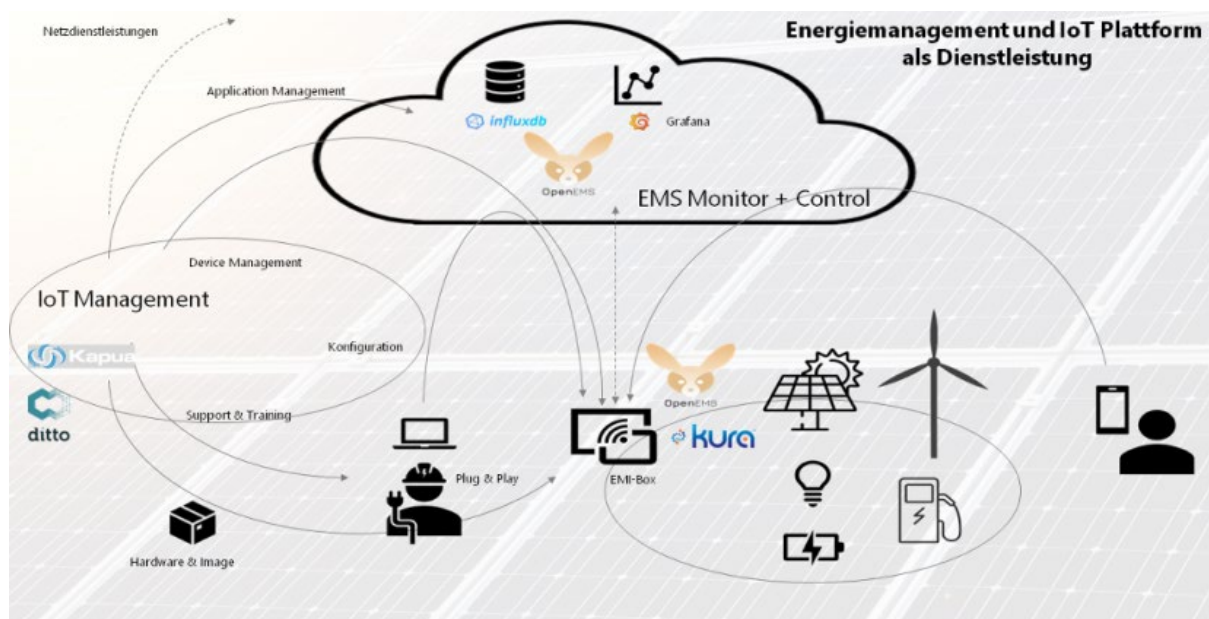 Netzdienstleistungen
Energiemanagement und IoT Plattform
als Dienstleistung
Application Management
influxdb
Grafana
OpenEMS
EMS Monitor + Control
Device Management
IoT Management
Kapua
Konfiguration
ditto
Support & Training
OpenEMS
kura
Plug & Play
EMI-Box
Hardware & Image